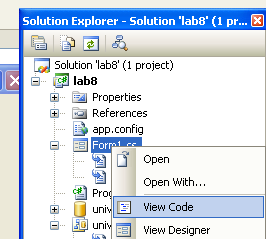 Solution Explorer - Solution 'lab8' (1 pr...
Solution 'lab8' (1 project)
lab8
Properties
References
app.config
Form1.cs
Open
Open With...
View Code
View Designer